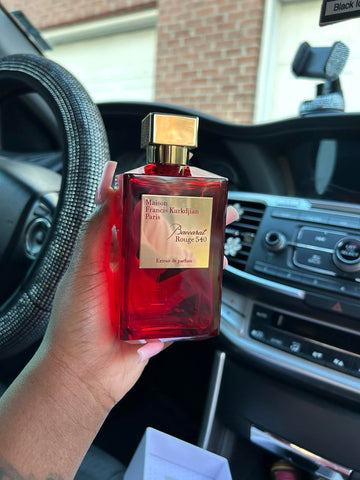 Maison
Francis Kurkdjian
Paris
Baccarat
Rouge 540
Extrait de parfum